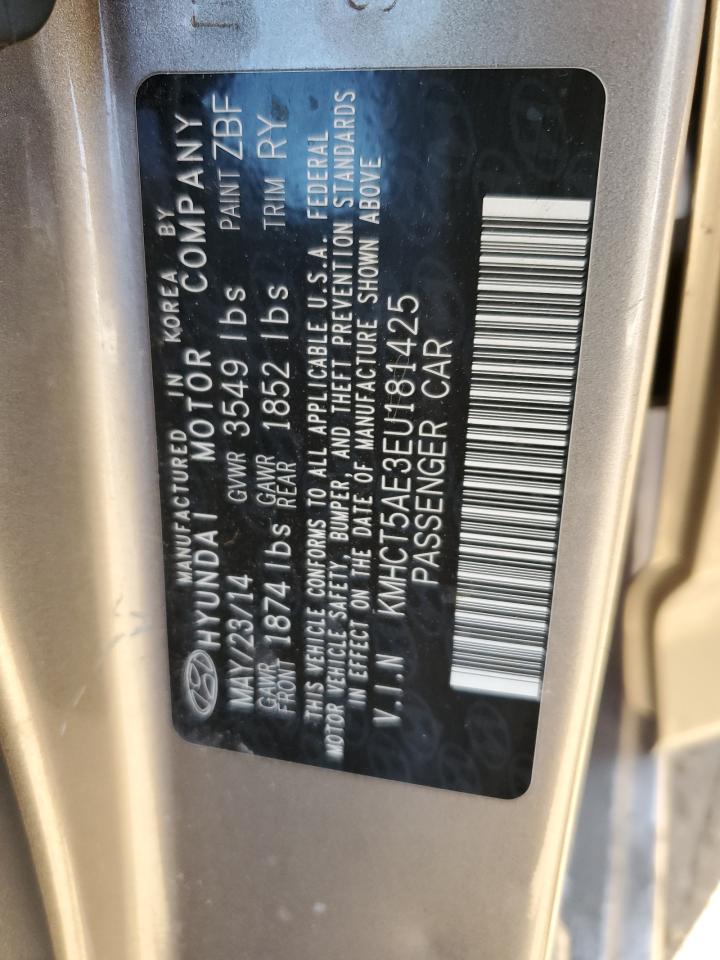 MANUFACTURED IN KOREA BY
HYUNDAI MOTOR COMPANY
MAY/23/14 GVWR 3549 lbs PAINT ZBF
GAWR FRONT 1874 lbs GAWR REAR 1852 lbs TRIM RY
THIS VEHICLE CONFORMS TO ALL APPLICABLE U.S.A. FEDERAL
MOTOR VEHICLE SAFETY, BUMPER, AND THEFT PREVENTION STANDARDS
IN EFFECT ON THE DATE OF MANUFACTURE SHOWN ABOVE
V.I.N KMHCT5AE3EU181425
PASSENGER CAR